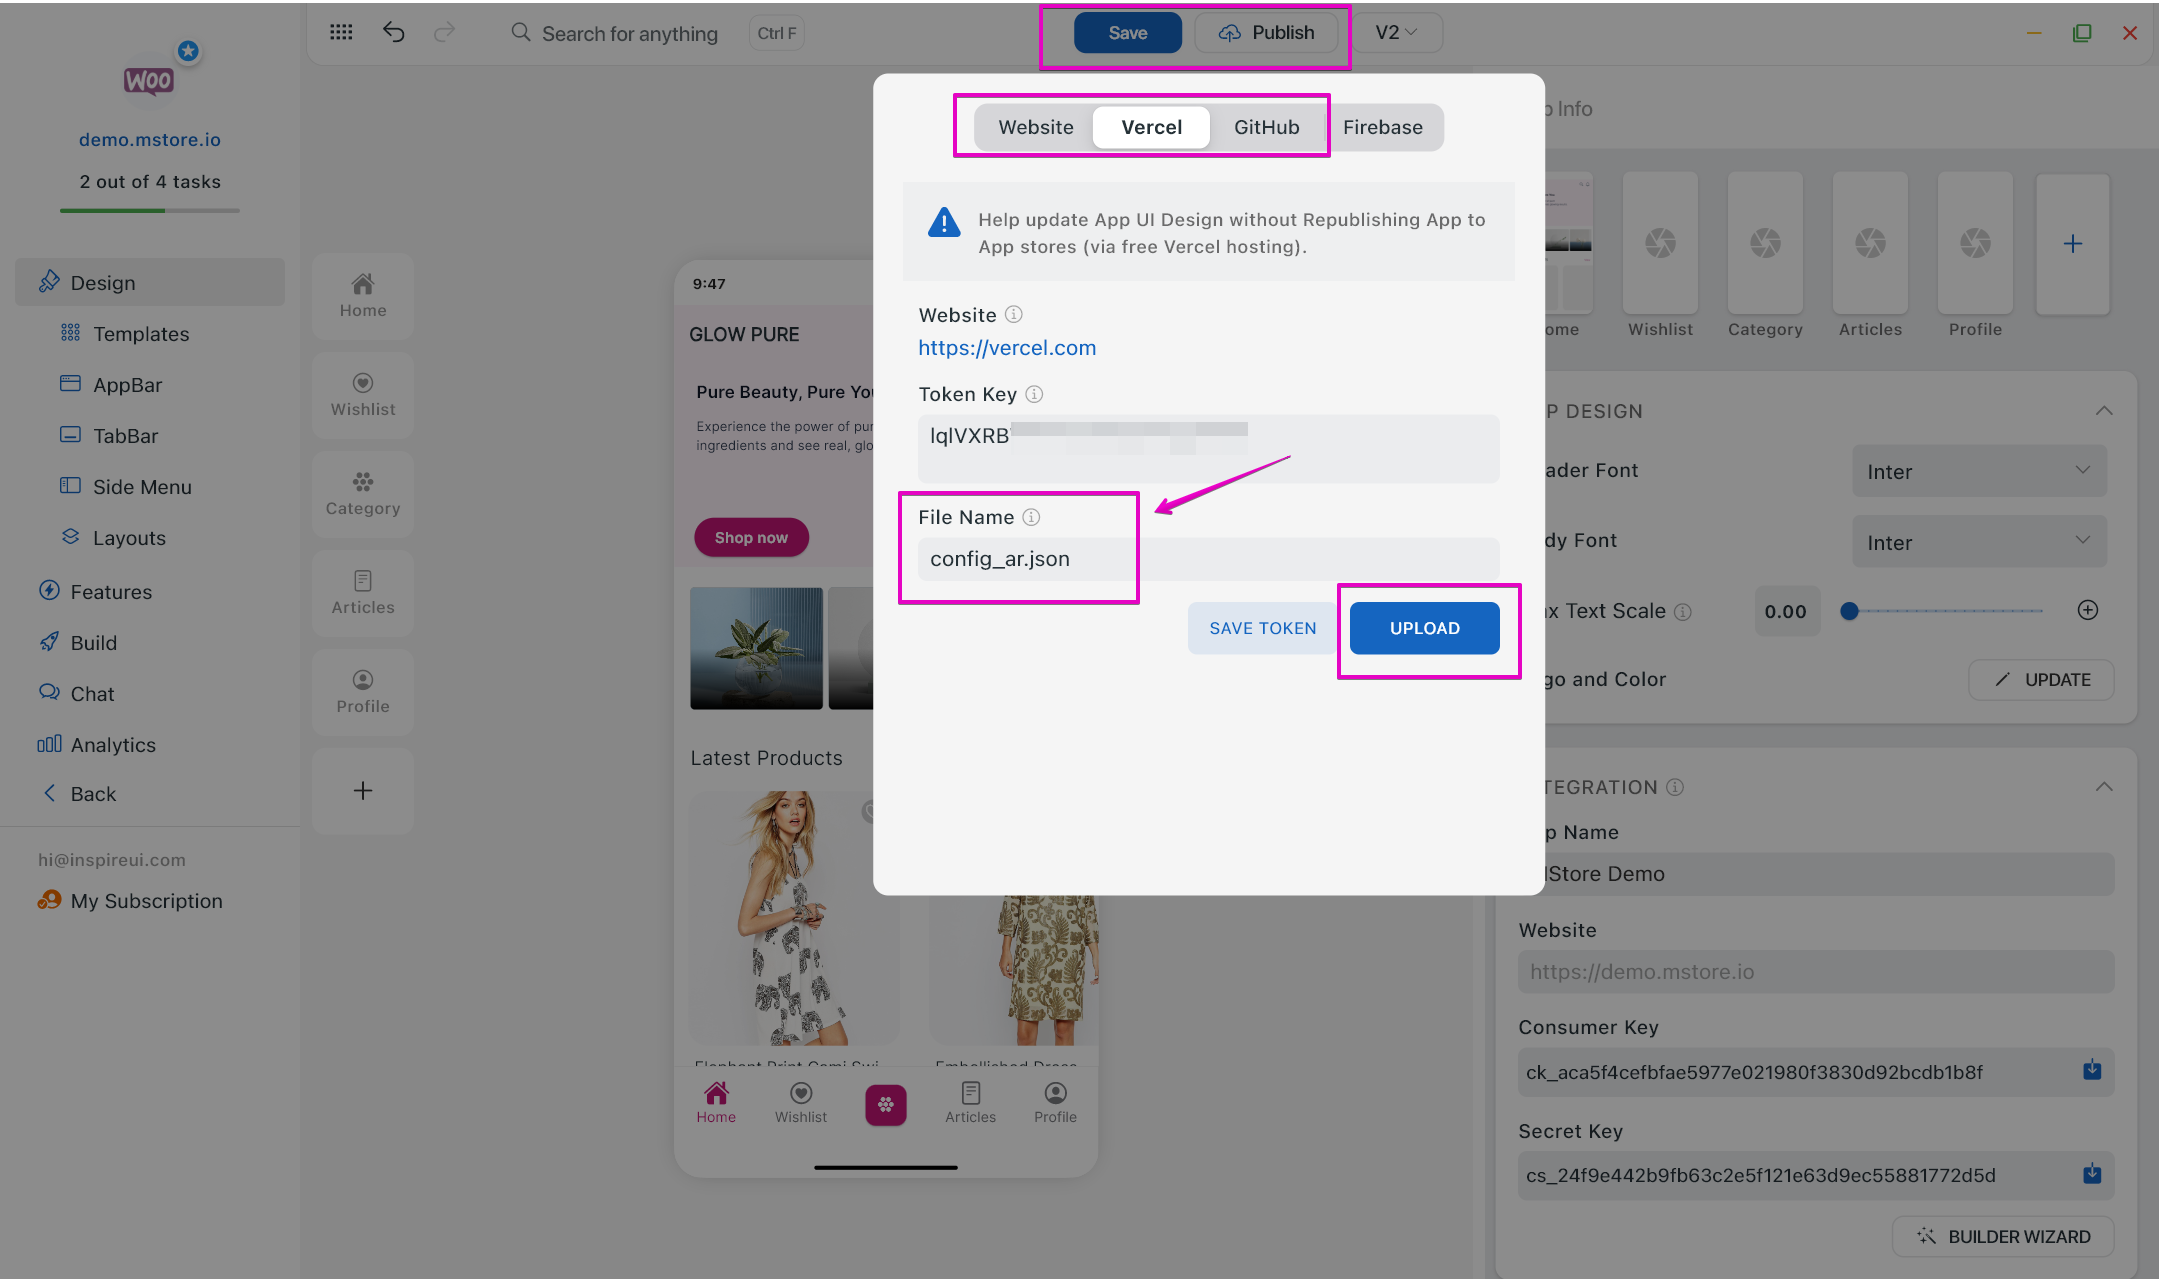 Search for anything
Ctrl F
Save
Publish
V2
WOO
demo.mstore.io
2 out of 4 tasks
Design
Templates
AppBar
TabBar
Side Menu
Layouts
Features
Build
Chat
Analytics
Back
hi@inspireui.com
My Subscription
Home
Wishlist
Category
Articles
Profile
9:47
GLOW PURE
Pure Beauty, Pure You
Experience the power of pur
ingredients and see real, glo
Shop now
Latest Products
Home
Wishlist
Articles
Profile
Website
Vercel
GitHub
Firebase
Help update App UI Design without Republishing App to
App stores (via free Vercel hosting).
Website
https://vercel.com
Token Key
lqlVXRB
File Name
config_ar.json
SAVE TOKEN
UPLOAD
Info
ome
Wishlist
Category
Articles
Profile
P DESIGN
ader Font
Inter
dy Font
Inter
x Text Scale
0.00
go and Color
UPDATE
TEGRATION
p Name
Store Demo
Website
https://demo.mstore.io
Consumer Key
ck_aca5f4cefbfae5977e021980f3830d92bcdb1b8f
Secret Key
cs_24f9e442b9fb63c2e5f121e63d9ec55881772d5d
BUILDER WIZARD